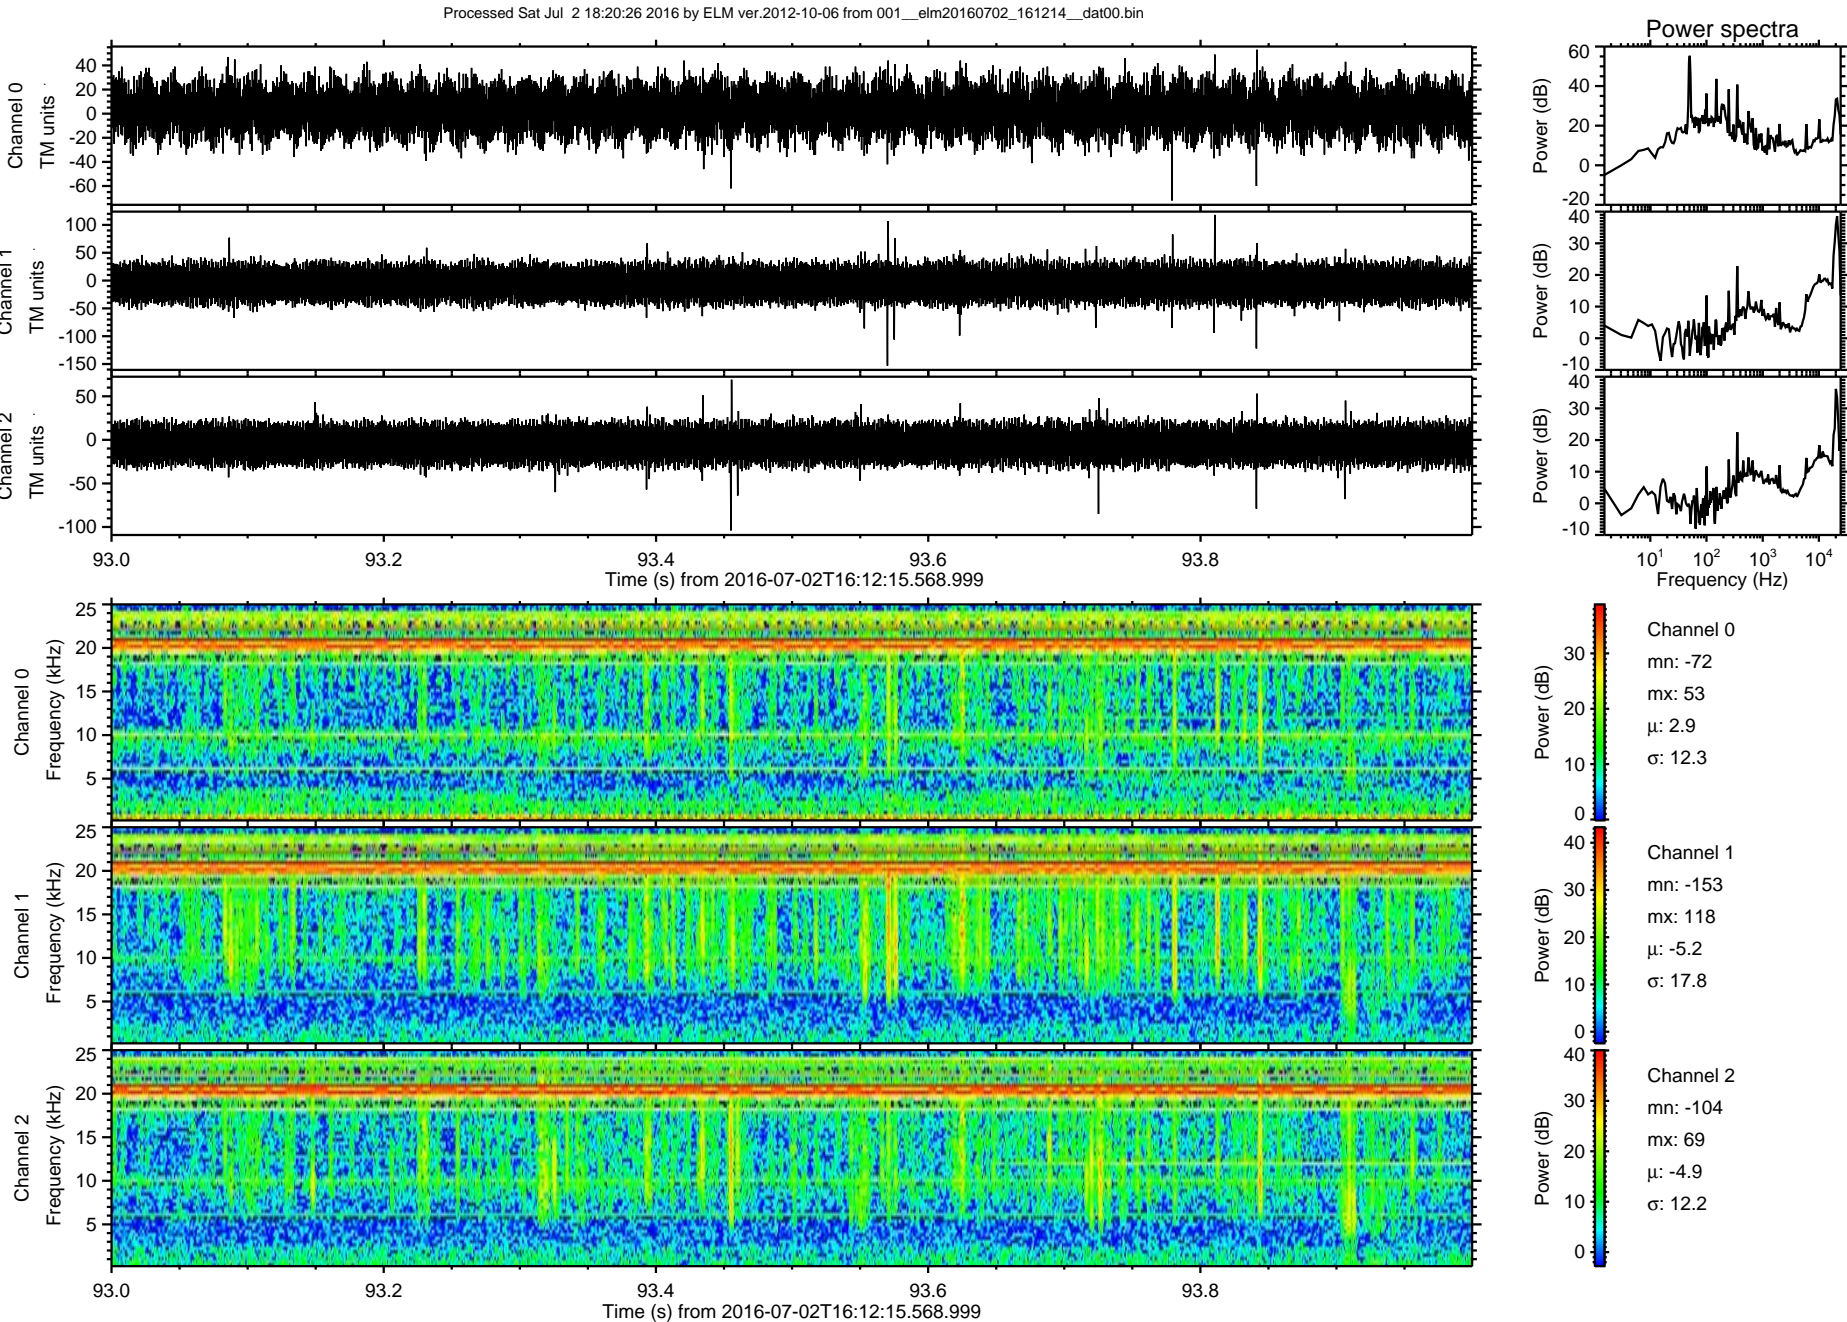 Processed Sat Jul 2 18:20:26 2016 by ELM ver.2012-10-06 from 001__elm20160702_161214__dat00.bin
Power spectra
Channel 0
TM units
40
20
0
-20
-40
-60
Power (dB)
60
40
20
0
-20
Channel 1
TM units
100
50
0
-50
-100
-150
Power (dB)
40
30
20
10
0
-10
Channel 2
TM units
50
0
-50
-100
Power (dB)
40
30
20
10
0
-10
93.0 93.2 93.4 93.6 93.8
Time (s) from 2016-07-02T16:12:15.568.999
10^1 10^2 10^3 10^4
Frequency (Hz)
Channel 0
Frequency (kHz)
25
20
15
10
5
Power (dB)
30
20
10
0
Channel 0
mn: -72
mx: 53
μ: 2.9
σ: 12.3
Channel 1
Frequency (kHz)
25
20
15
10
5
Power (dB)
40
30
20
10
0
Channel 1
mn: -153
mx: 118
μ: -5.2
σ: 17.8
Channel 2
Frequency (kHz)
25
20
15
10
5
Power (dB)
40
30
20
10
0
Channel 2
mn: -104
mx: 69
μ: -4.9
σ: 12.2
93.0 93.2 93.4 93.6 93.8
Time (s) from 2016-07-02T16:12:15.568.999